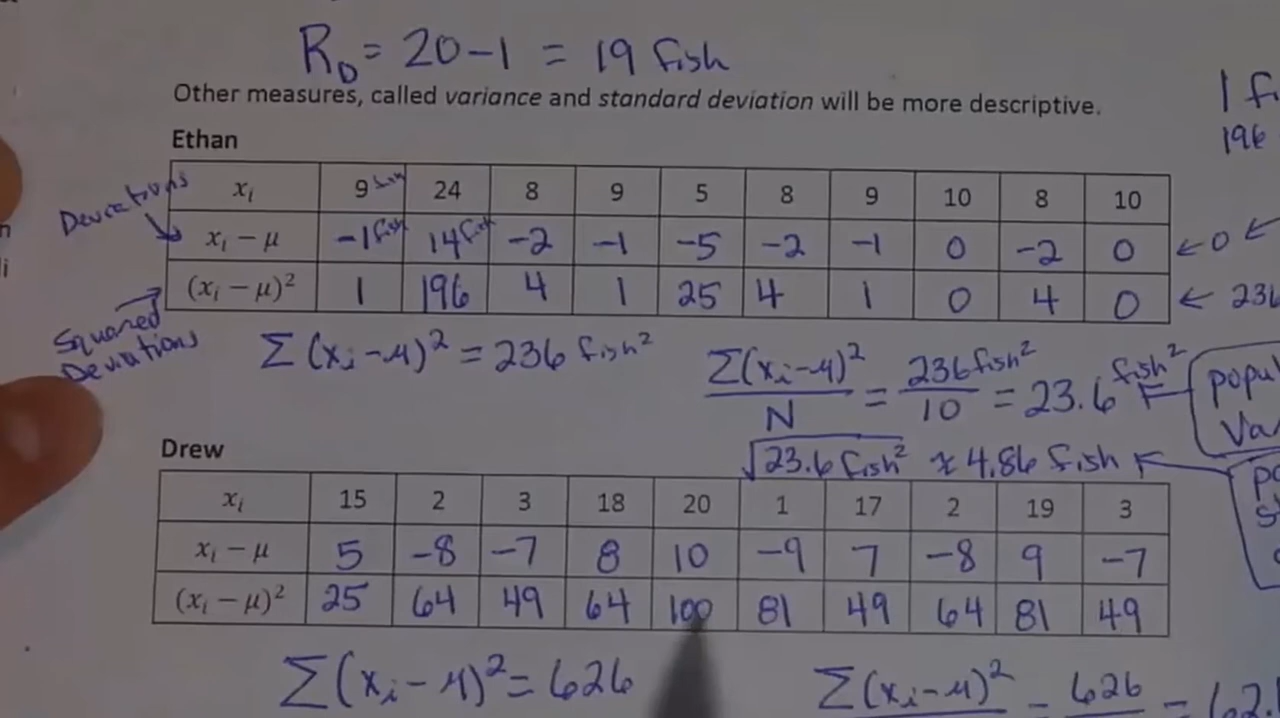 R_D = 20-1 = 19 fish
1 f
Other measures, called variance and standard deviation will be more descriptive.
196
Ethan
Deviations
x_i 9 24 8 9 5 8 9 10 8 10
x_i − μ -1 fish 14 fish -2 -1 -5 -2 -1 0 -2 0 ← 0 ←
(x_i − μ)² 1 196 4 1 25 4 1 0 4 0 ← 236
Squared Deviations
Σ(x_i-μ)² = 236 fish²
Σ(x_i-μ)² / N = 236 fish² / 10 = 23.6 fish² ←
√23.6 fish² ≈ 4.86 fish ←
Drew
x_i 15 2 3 18 20 1 17 2 19 3
x_i − μ 5 -8 -7 8 10 -9 7 -8 9 -7
(x_i − μ)² 25 64 49 64 100 81 49 64 81 49
Σ(x_i-μ)² = 626
Σ(x_i-μ)² = 626 = 62.